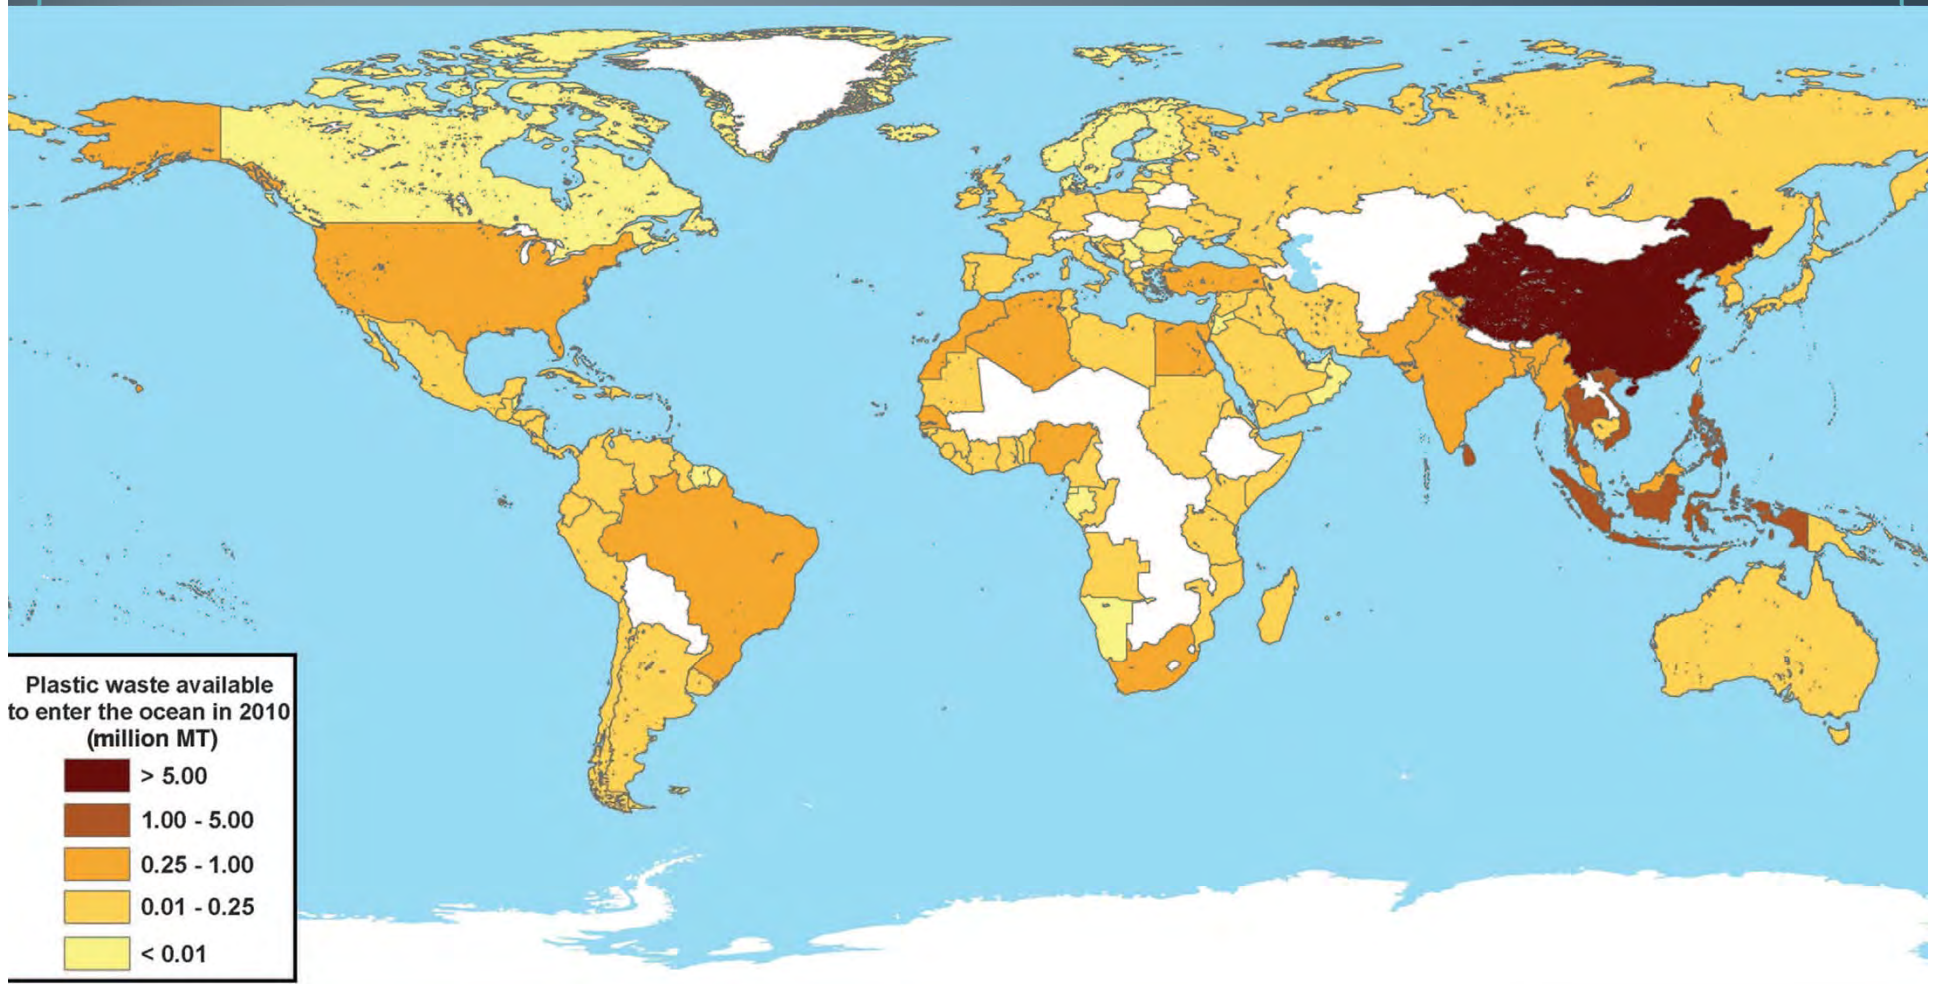 Plastic waste available
to enter the ocean in 2010
(million MT)
> 5.00
1.00 - 5.00
0.25 - 1.00
0.01 - 0.25
< 0.01